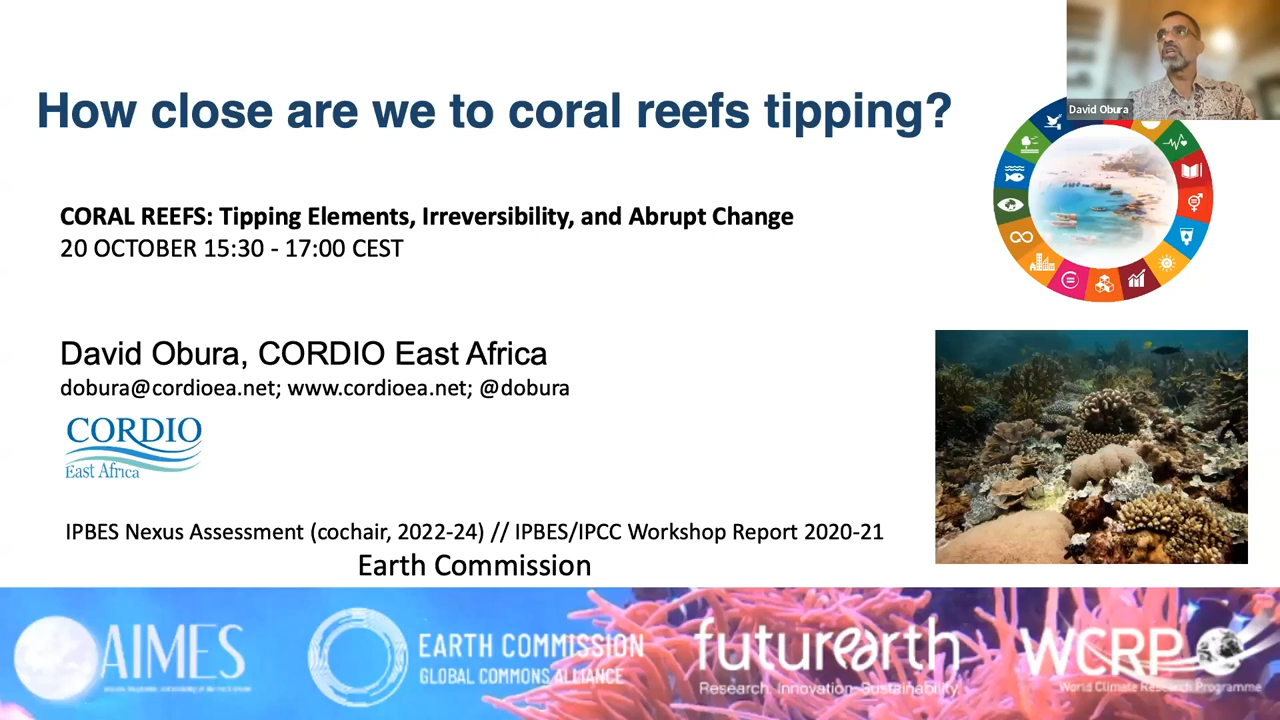 How close are we to coral reefs tipping?
David Obura
CORAL REEFS: Tipping Elements, Irreversibility, and Abrupt Change
20 OCTOBER 15:30 - 17:00 CEST
David Obura, CORDIO East Africa
dobura@cordioea.net; www.cordioea.net; @dobura
CORDIO
East Africa
IPBES Nexus Assessment (cochair, 2022-24) // IPBES/IPCC Workshop Report 2020-21
Earth Commission
AIMES
EARTH COMMISSION
GLOBAL COMMONS ALLIANCE
futurearth
Research. Innovation. Sustainability.
WCRP
World Climate Research Programme